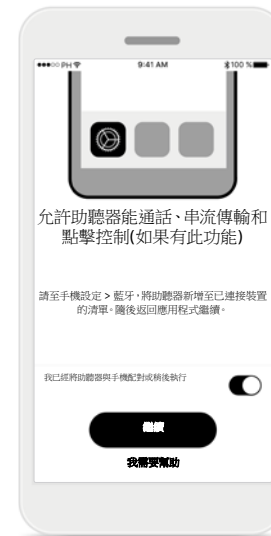 ●●●○○ PH 9:41 AM 100 %
允許助聽器能通話、串流傳輸和
點擊控制(如果有此功能)
請至手機設定 > 藍牙，將助聽器新增至已連接裝置
的清單。隨後返回應用程式繼續。
我已經將助聽器與手機配對或稍後執行
繼續
我需要幫助